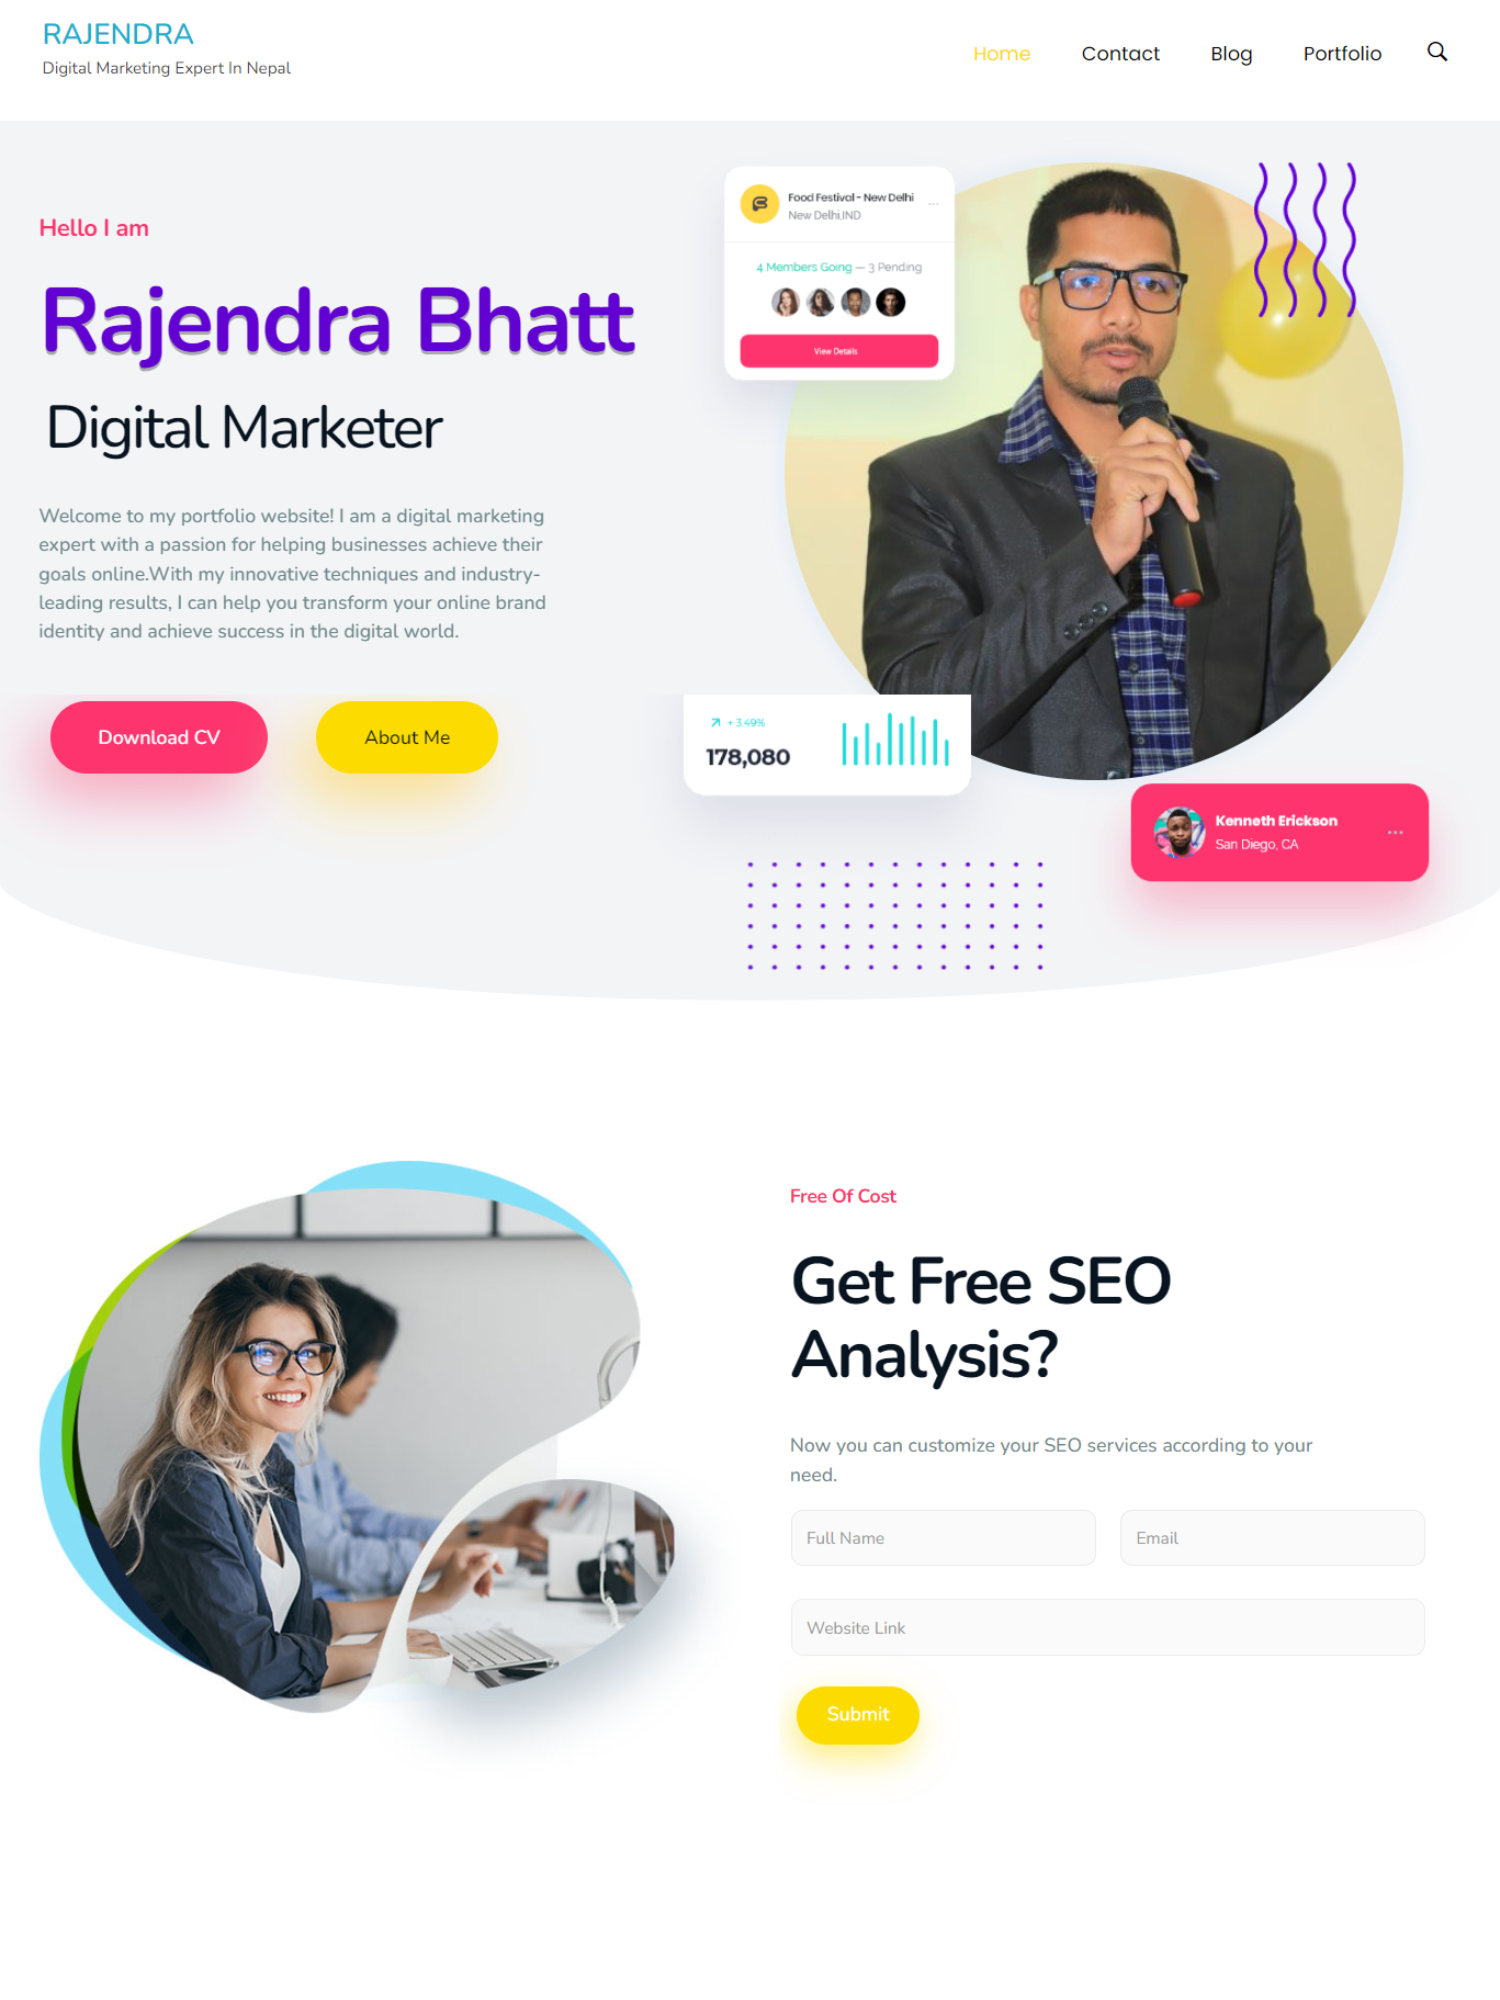 RAJENDRA
Digital Marketing Expert In Nepal
Home
Contact
Blog
Portfolio
Hello I am
Rajendra Bhatt
Digital Marketer
Welcome to my portfolio website! I am a digital marketing
expert with a passion for helping businesses achieve their
goals online.With my innovative techniques and industry-
leading results, I can help you transform your online brand
identity and achieve success in the digital world.
Download CV
About Me
Food Festival - New Delhi
New Delhi,IND
4 Members Going — 3 Pending
View Details
+ 3.49%
178,080
Kenneth Erickson
San Diego, CA
Free Of Cost
Get Free SEO
Analysis?
Now you can customize your SEO services according to your
need.
Full Name
Email
Website Link
Submit